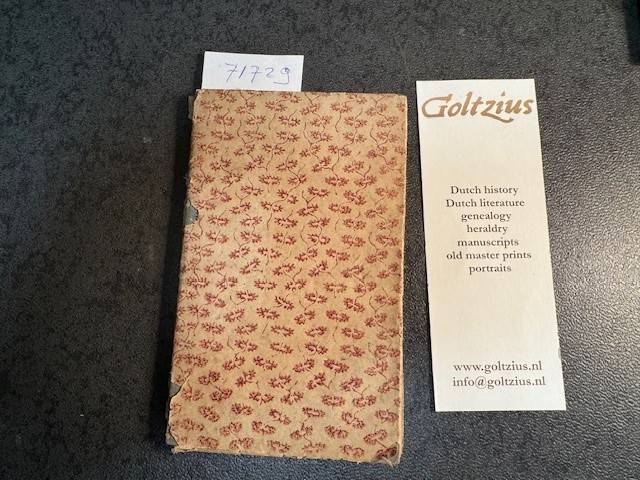 71729
Goltzius
Dutch history
Dutch literature
genealogy
heraldry
manuscripts
old master prints
portraits
www.goltzius.nl
info@goltzius.nl